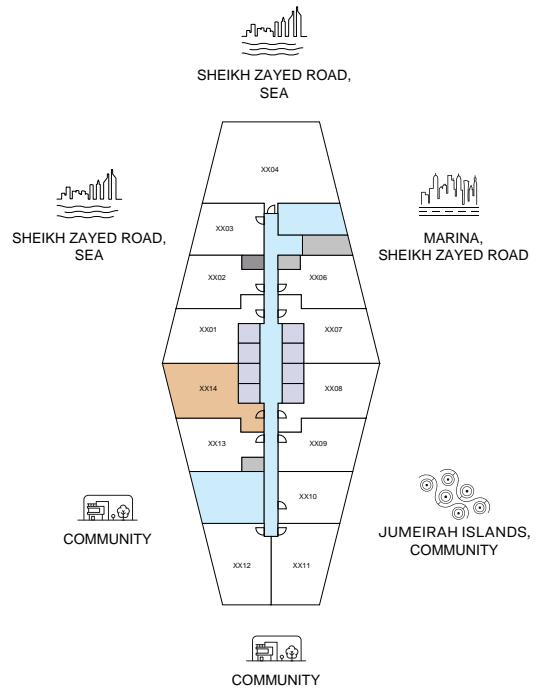 SHEIKH ZAYED ROAD,
SEA
XX04
SHEIKH ZAYED ROAD,
SEA
MARINA,
SHEIKH ZAYED ROAD
XX03
XX02
XX06
XX01
XX07
XX14
XX08
XX13
XX09
XX10
COMMUNITY
JUMEIRAH ISLANDS,
COMMUNITY
XX12
XX11
COMMUNITY